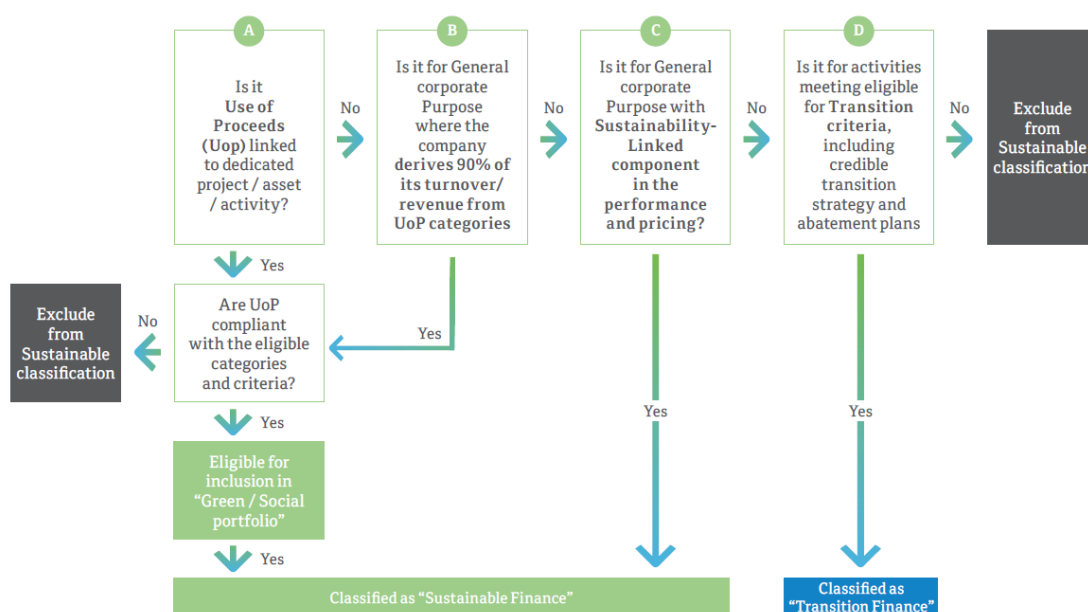 A
Is it
Use of
Proceeds
(Uop) linked
to dedicated
project / asset
/ activity?
No
B
Is it for General
corporate
Purpose
where the
company
derives 90% of
its turnover/
revenue from
UoP categories
No
C
Is it for General
corporate
Purpose with
Sustainability-
Linked
component
in the
performance
and pricing?
No
D
Is it for activities
meeting eligible
for Transition
criteria,
including
credible
transition
strategy and
abatement plans
No
Exclude
from
Sustainable
classification
Yes
Exclude
from
Sustainable
classification
No
Are UoP
compliant
with the eligible
categories
and criteria?
Yes
Yes
Eligible for
inclusion in
“Green / Social
portfolio”
Yes
Yes
Yes
Classified as “Sustainable Finance”
Classified as
“Transition Finance”